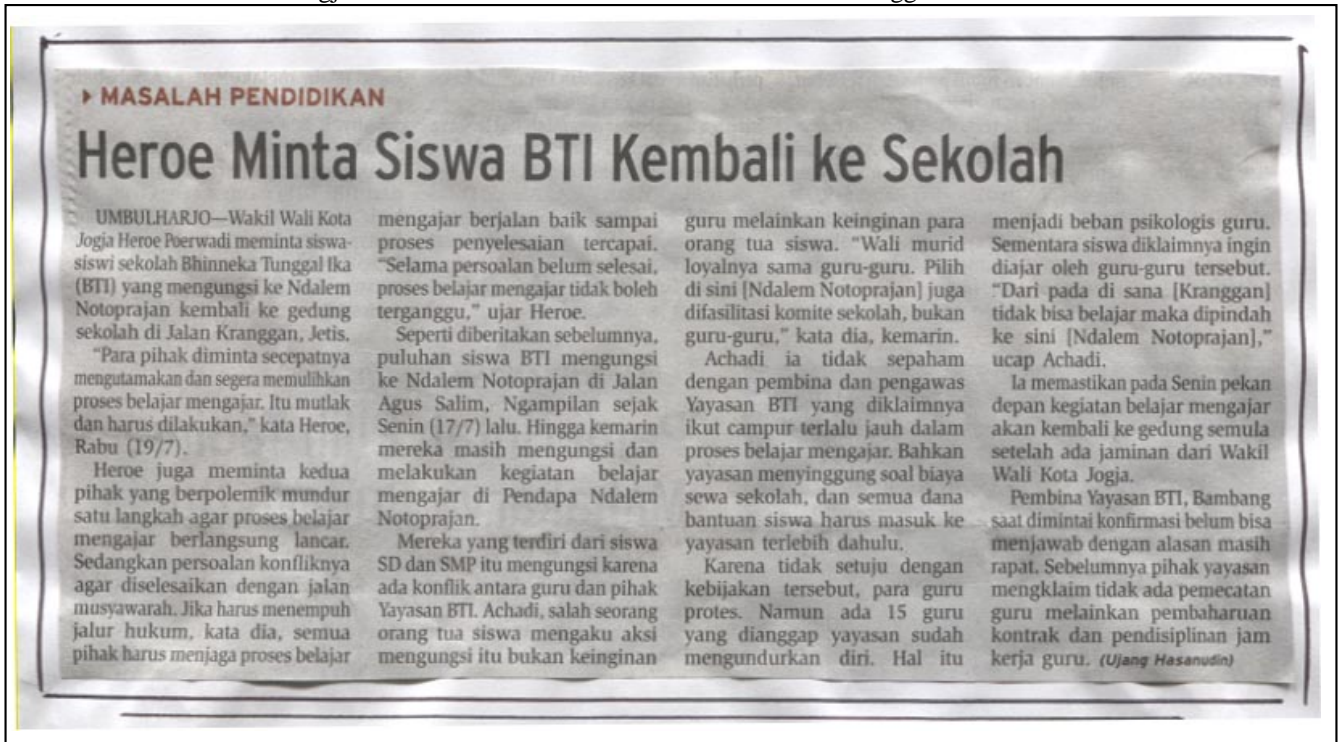 MASALAH PENDIDIKAN
Heroe Minta Siswa BTI Kembali ke Sekolah
UMBULHARJO—Wakil Wali Kota
Jogja Heroe Poerwadi meminta siswa-
siswi sekolah Bhinneka Tunggal Ika
(BTI) yang mengungsi ke Ndalem
Notoprajan kembali ke gedung
sekolah di Jalan Kranggan, Jetis.
"Para pihak diminta secepatnya
mengutamakan dan segera memulihkan
proses belajar mengajar. Itu mutlak
dan harus dilakukan," kata Heroe,
Rabu (19/7).
Heroe juga meminta kedua
pihak yang berpolemik mundur
satu langkah agar proses belajar
mengajar berlangsung lancar.
Sedangkan persoalan konfliknya
agar diselesaikan dengan jalan
musyawarah. Jika harus menempuh
jalur hukum, kata dia, semua
pihak harus menjaga proses belajar
mengajar berjalan baik sampai
proses penyelesaian tercapai.
"Selama persoalan belum selesai,
proses belajar mengajar tidak boleh
terganggu," ujar Heroe.
Seperti diberitakan sebelumnya,
puluhan siswa BTI mengungsi
ke Ndalem Notoprajan di Jalan
Agus Salim, Ngampilan sejak
Senin (17/7) lalu. Hingga kemarin
mereka masih mengungsi dan
melakukan kegiatan belajar
mengajar di Pendapa Ndalem
Notoprajan.
Mereka yang terdiri dari siswa
SD dan SMP itu mengungsi karena
ada konflik antara guru dan pihak
Yayasan BTI. Achadi, salah seorang
orang tua siswa mengaku aksi
mengungsi itu bukan keinginan
guru melainkan keinginan para
orang tua siswa. "Wali murid
loyalnya sama guru-guru. Pilih
di sini [Ndalem Notoprajan] juga
difasilitasi komite sekolah, bukan
guru-guru," kata dia, kemarin.
Achadi ia tidak sepaham
dengan pembina dan pengawas
Yayasan BTI yang diklaimnya
ikut campur terlalu jauh dalam
proses belajar mengajar. Bahkan
yayasan menyinggung soal biaya
sewa sekolah, dan semua dana
bantuan siswa harus masuk ke
yayasan terlebih dahulu.
Karena tidak setuju dengan
kebijakan tersebut, para guru
protes. Namun ada 15 guru
yang dianggap yayasan sudah
mengundurkan diri. Hal itu
menjadi beban psikologis guru.
Sementara siswa diklaimnya ingin
diajar oleh guru-guru tersebut.
"Dari pada di sana [Kranggan]
tidak bisa belajar maka dipindah
ke sini [Ndalem Notoprajan],"
ucap Achadi.
Ia memastikan pada Senin pekan
depan kegiatan belajar mengajar
akan kembali ke gedung semula
setelah ada jaminan dari Wakil
Wali Kota Jogja.
Pembina Yayasan BTI, Bambang
saat dimintai konfirmasi belum bisa
menjawab dengan alasan masih
rapat. Sebelumnya pihak yayasan
mengklaim tidak ada pemecatan
guru melainkan pembaharuan
kontrak dan pendisiplinan jam
kerja guru. (Ujang Hasanudin)